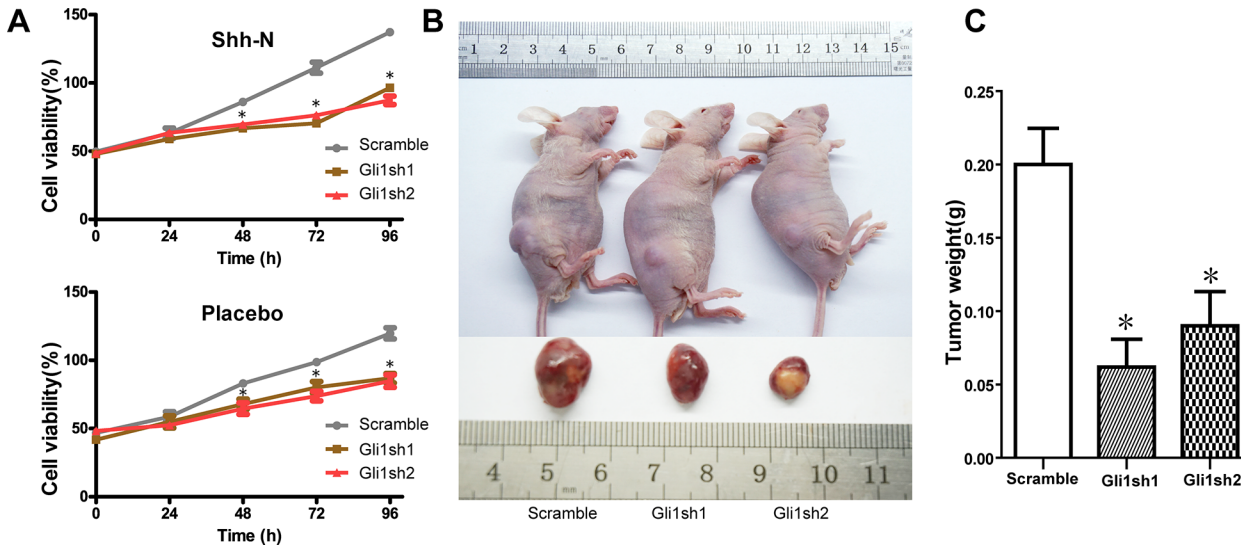 A
Shh-N
Cell viability(%)
150
100
50
0
* * *
Scramble
Gli1sh1
Gli1sh2
0 24 48 72 96
Time (h)
Placebo
Cell viability(%)
150
100
50
0
* * *
Scramble
Gli1sh1
Gli1sh2
0 24 48 72 96
Time (h)
B
cm 1 2 3 4 5 6 7 8 9 10 11 12 13 14 15 cm
mm
4 5 6 7 8 9 10 11
mm
Scramble Gli1sh1 Gli1sh2
C
Tumor weight(g)
0.25
0.20
0.15
0.10
0.05
0.00
* *
Scramble Gli1sh1 Gli1sh2